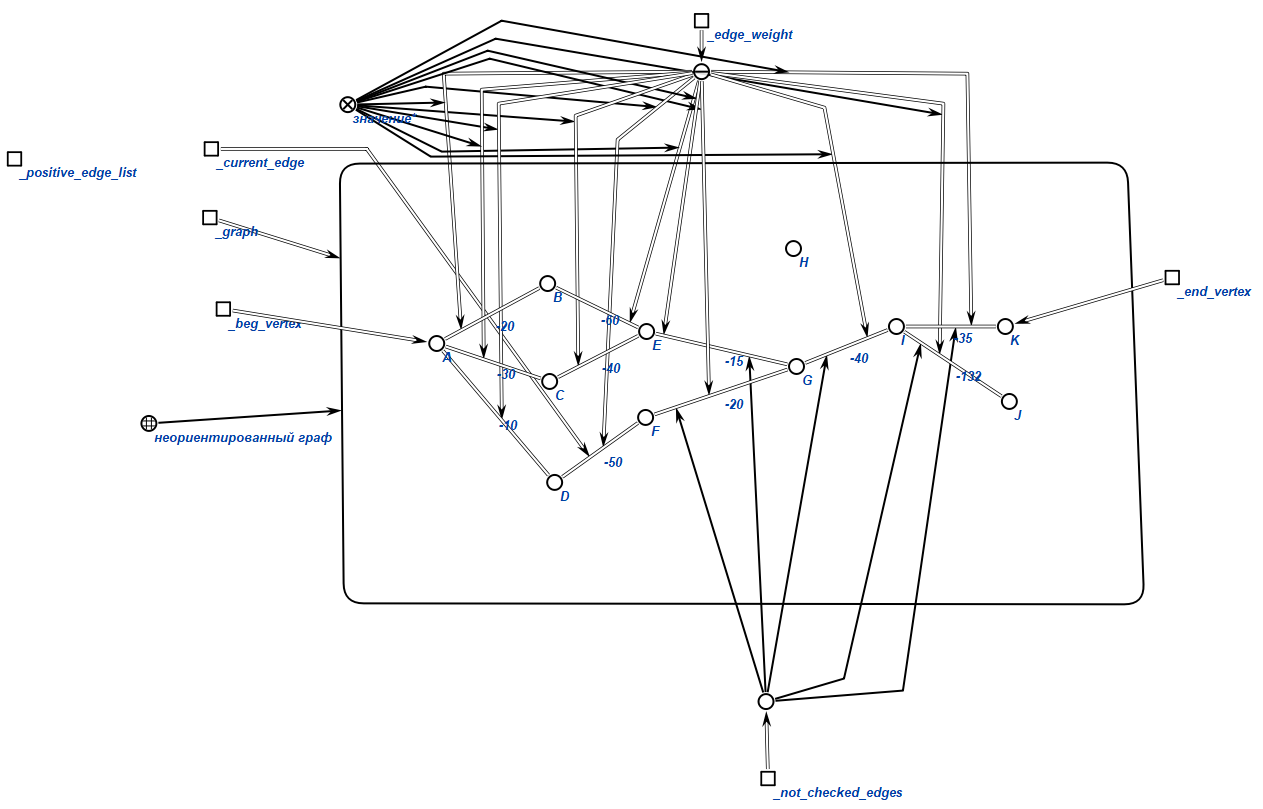 _edge_weight
значение*
_current_edge
_positive_edge_list
_graph
H
_end_vertex
B
_beg_vertex
-20
-60
E
I
35
K
A
-15
-40
-30
-40
G
-132
C
-20
J
-10
F
неориентированный граф
-50
D
_not_checked_edges